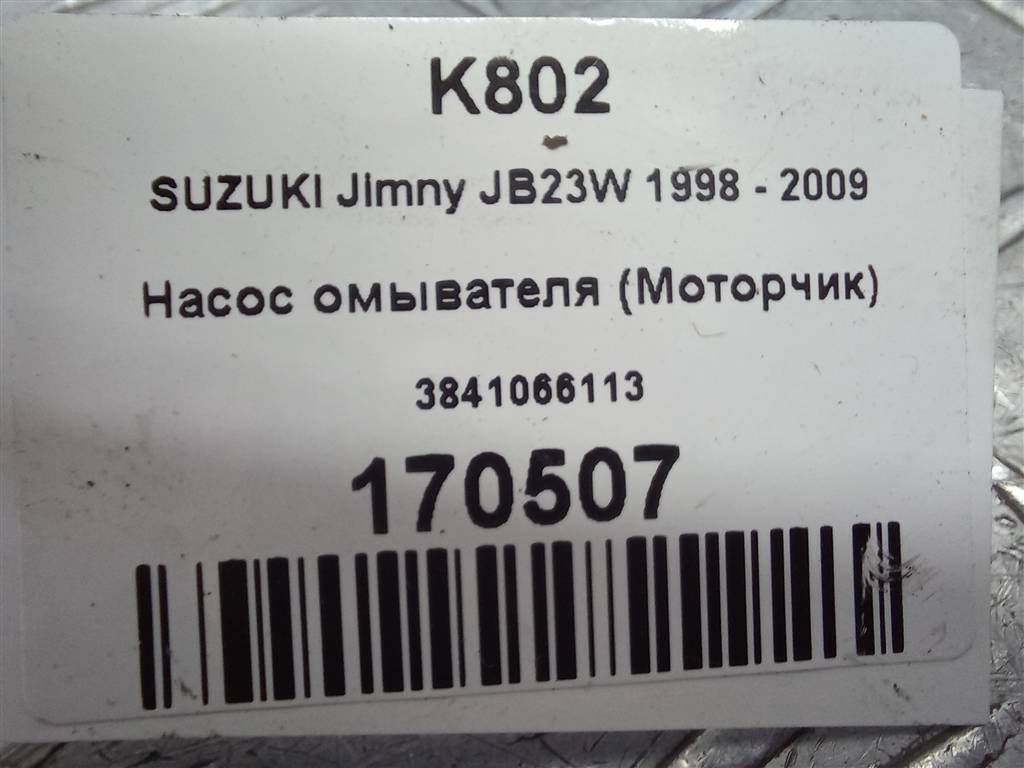 K802
SUZUKI Jimny JB23W 1998 - 2009
Насос омывателя (Моторчик)
3841066113
170507